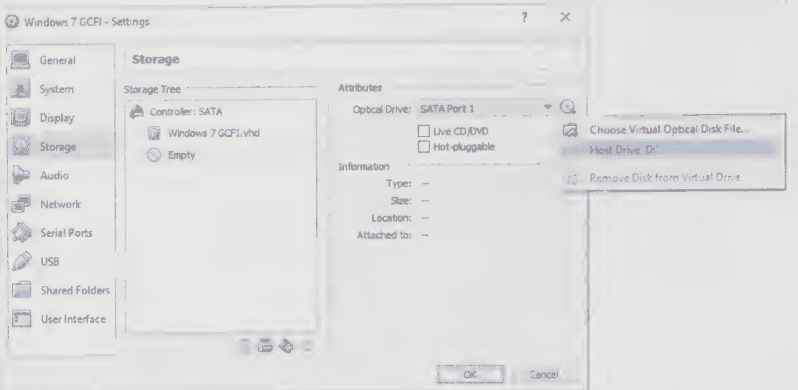 Windows 7 GCFI - Settings
? ×
General
System
Display
Storage
Audio
Network
Serial Ports
USB
Shared Folders
User Interface
Storage
Storage Tree
Controller: SATA
Windows 7 GCFI.vhd
Empty
Attributes
Optical Drive: SATA Port 1
Live CD/DVD
Hot-pluggable
Information
Type: --
Size: --
Location: --
Attached to: --
Choose Virtual Optical Disk File...
Host Drive 'D:'
Remove Disk from Virtual Drive
OK
Cancel